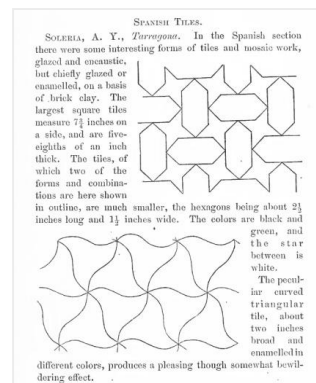 SPANISH TILES.
SOLERIA, A. Y., Tarragona. In the Spanish section
there were some interesting forms of tiles and mosaic work,
glazed and encaustic,
but chiefly glazed or
enamelled, on a basis
of brick clay. The
largest square tiles
measure 7¾ inches on
a side, and are five-
eighths of an inch
thick. The tiles, of
which two of the
forms and combina-
tions are here shown
in outline, are much smaller, the hexagons being about 2½
inches long and 1½ inches wide. The colors are black and
green, and
the star
between is
white.
The pecul-
iar curved
triangular
tile, about
two inches
broad and
enamelled in
different colors, produces a pleasing though somewhat bewil-
dering effect.